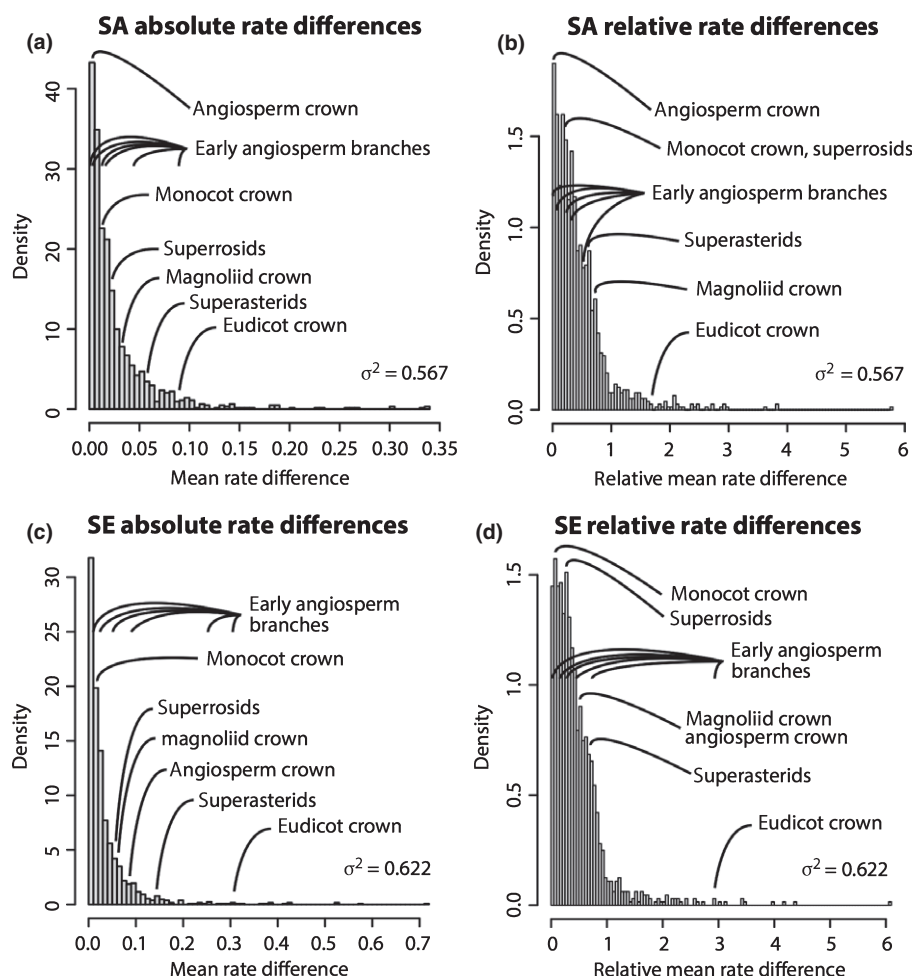 (a) SA absolute rate differences
40
30
20
10
0
Density
Angiosperm crown
Early angiosperm branches
Monocot crown
Superrosids
Magnoliid crown
Superasterids
Eudicot crown
σ² = 0.567
0.00 0.05 0.10 0.15 0.20 0.25 0.30 0.35
Mean rate difference
(b) SA relative rate differences
1.5
1.0
0.5
0.0
Density
Angiosperm crown
Monocot crown, superrosids
Early angiosperm branches
Superasterids
Magnoliid crown
Eudicot crown
σ² = 0.567
0 1 2 3 4 5 6
Relative mean rate difference
(c) SE absolute rate differences
30
25
20
15
10
5
0
Density
Early angiosperm
branches
Monocot crown
Superrosids
magnoliid crown
Angiosperm crown
Superasterids
Eudicot crown
σ² = 0.622
0.0 0.1 0.2 0.3 0.4 0.5 0.6 0.7
Mean rate difference
(d) SE relative rate differences
1.5
1.0
0.5
0.0
Density
Monocot crown
Superrosids
Early angiosperm
branches
Magnoliid crown
angiosperm crown
Superasterids
Eudicot crown
σ² = 0.622
0 1 2 3 4 5 6
Relative mean rate difference